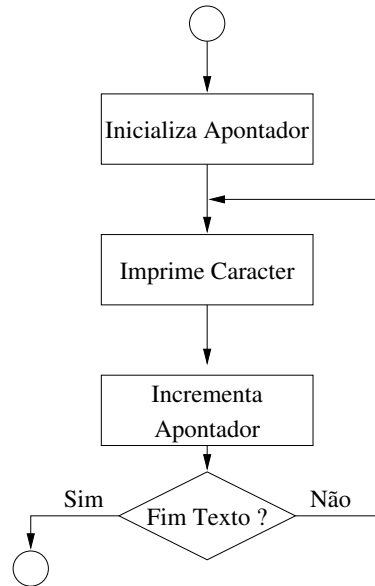 Inicializa Apontador
Imprime Caracter
Incrementa
Apontador
Sim
Fim Texto ?
Não